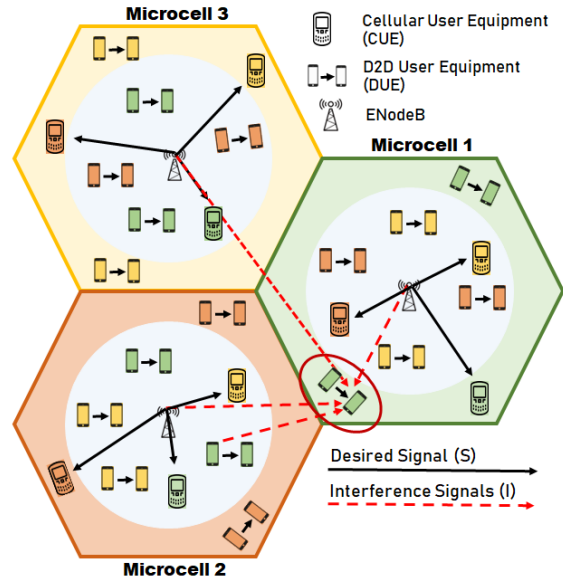 Microcell 3
Cellular User Equipment
(CUE)
D2D User Equipment
(DUE)
ENodeB
Microcell 1
Desired Signal (S)
Interference Signals (I)
Microcell 2